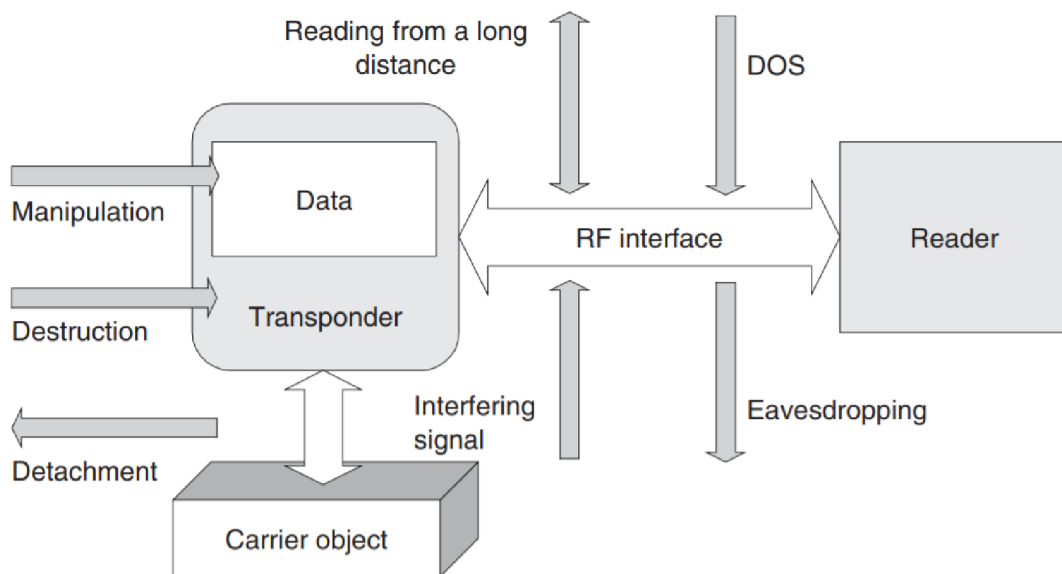 Reading from a long
distance
DOS
Manipulation
Data
RF interface
Reader
Destruction
Transponder
Interfering
signal
Eavesdropping
Detachment
Carrier object